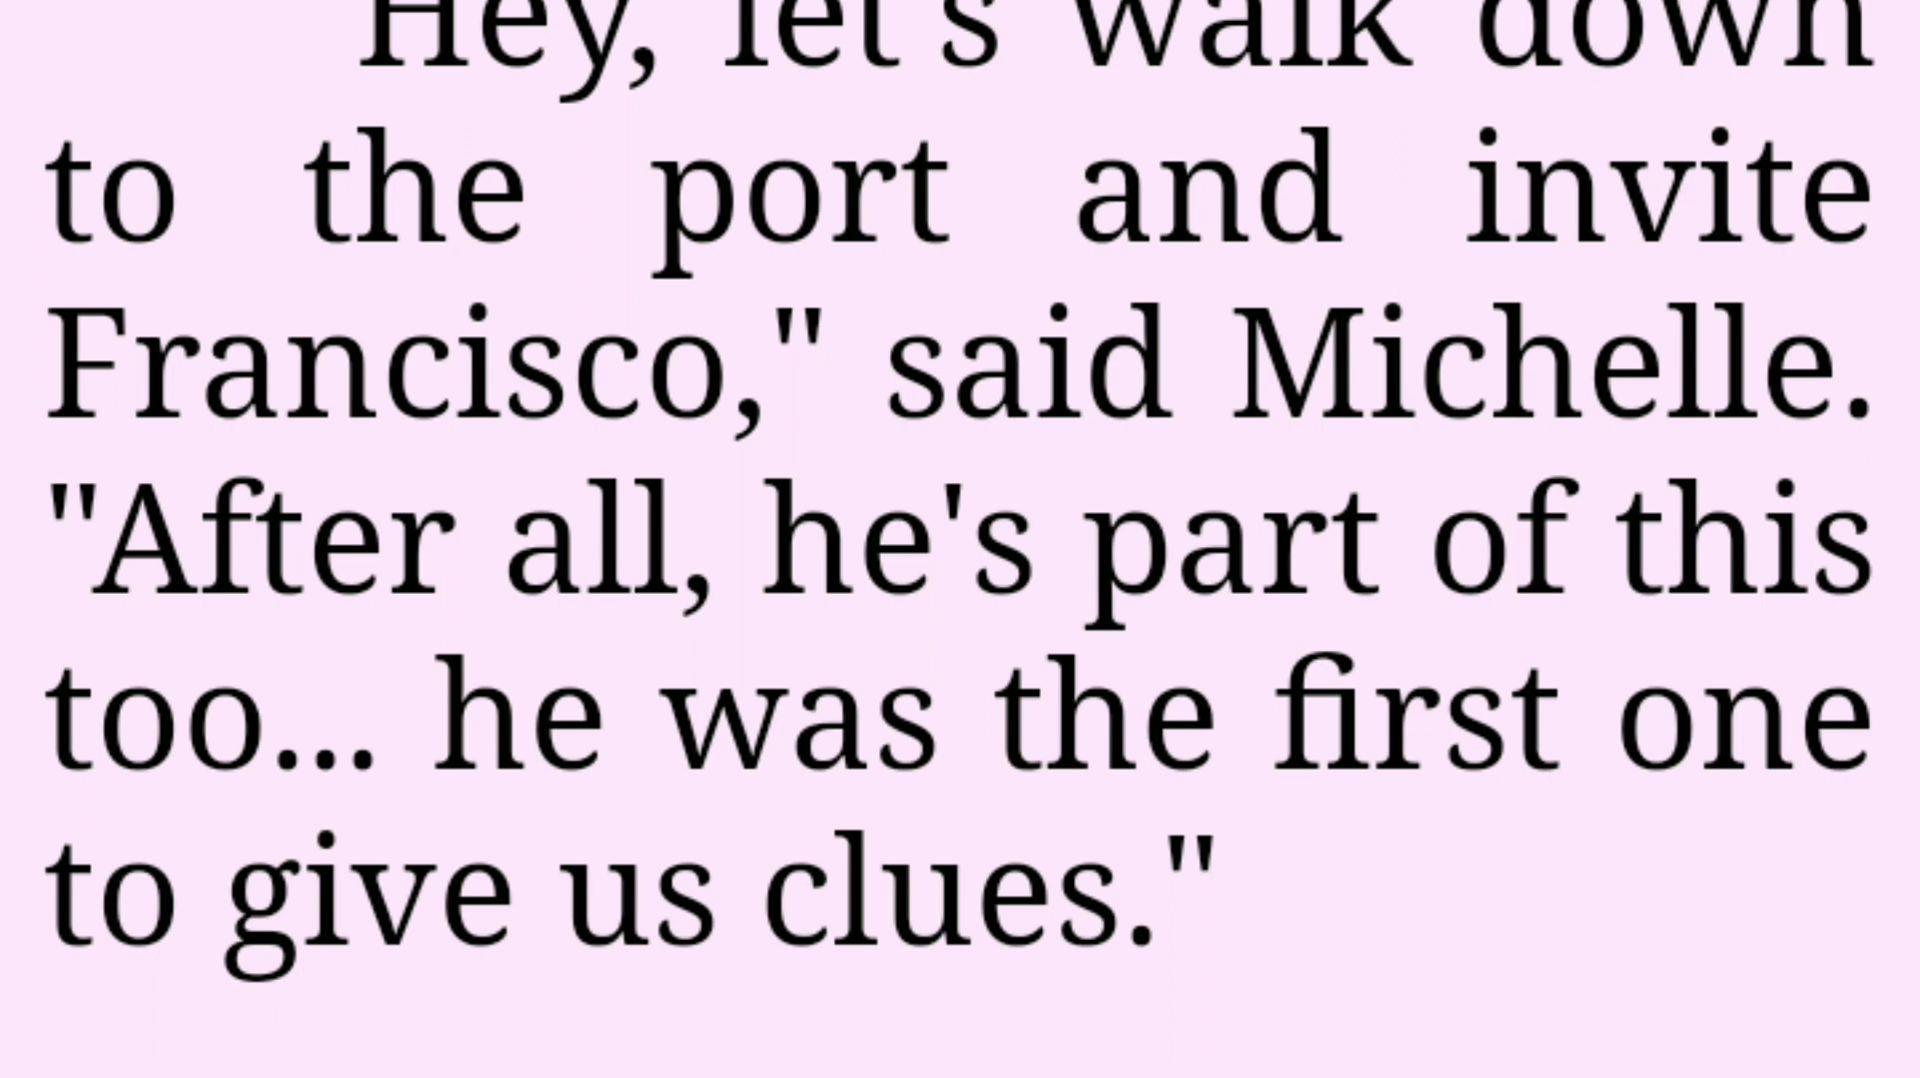 Hey, let's walk down
to the port and invite
Francisco," said Michelle.
"After all, he's part of this
too... he was the first one
to give us clues."